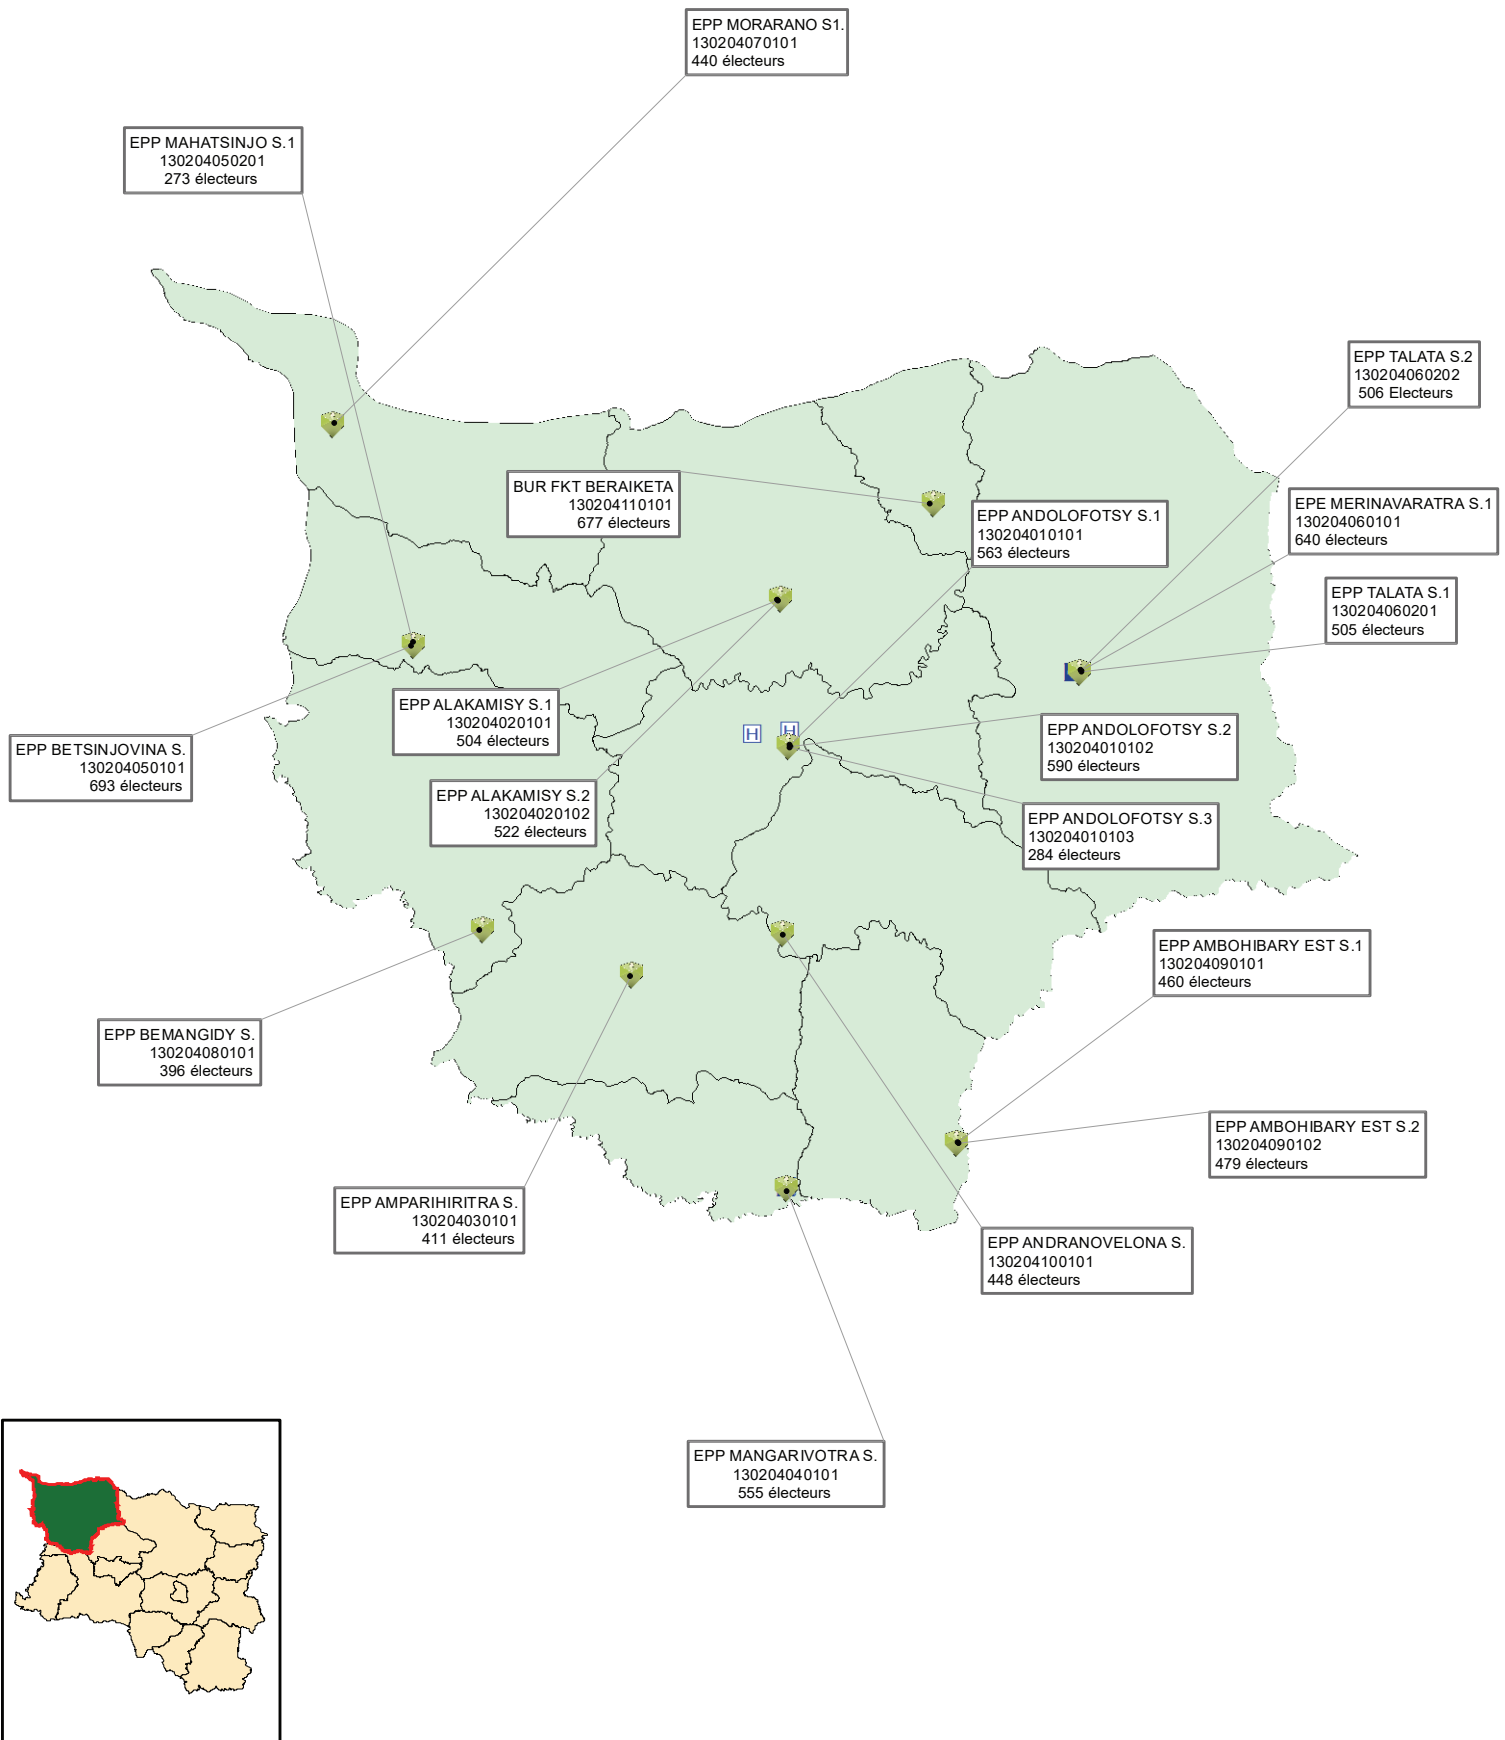 EPP MORARANO S1.
130204070101
440 électeurs
EPP MAHATSINJO S.1
130204050201
273 électeurs
EPP TALATA S.2
130204060202
506 Electeurs
BUR FKT BERAIKETA
130204110101
677 électeurs
EPP ANDOLOFOTSY S.1
130204010101
563 électeurs
EPE MERINAVARATRA S.1
130204060101
640 électeurs
EPP TALATA S.1
130204060201
505 électeurs
EPP ALAKAMISY S.1
130204020101
504 électeurs
H
H
EPP ANDOLOFOTSY S.2
130204010102
590 électeurs
EPP BETSINJOVINA S.
130204050101
693 électeurs
EPP ALAKAMISY S.2
130204020102
522 électeurs
EPP ANDOLOFOTSY S.3
130204010103
284 électeurs
EPP AMBOHIBARY EST S.1
130204090101
460 électeurs
EPP BEMANGIDY S.
130204080101
396 électeurs
EPP AMBOHIBARY EST S.2
130204090102
479 électeurs
EPP AMPARIHIRITRA S.
130204030101
411 électeurs
EPP ANDRANOVELONA S.
130204100101
448 électeurs
EPP MANGARIVOTRA S.
130204040101
555 électeurs